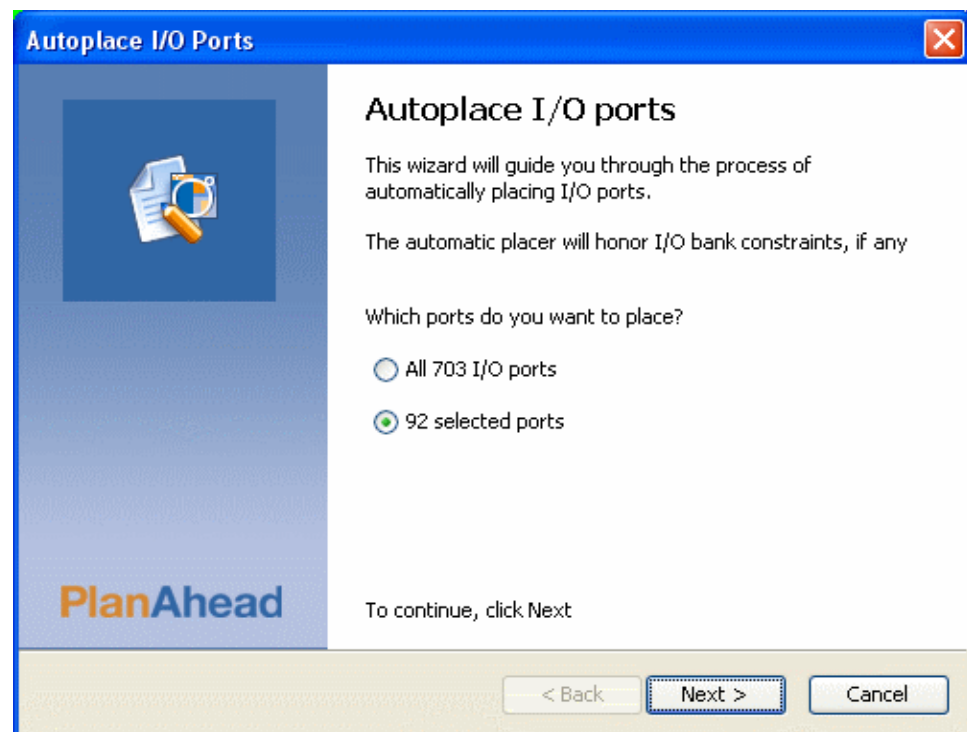 Autoplace I/O Ports
Autoplace I/O ports
This wizard will guide you through the process of
automatically placing I/O ports.
The automatic placer will honor I/O bank constraints, if any
Which ports do you want to place?
All 703 I/O ports
92 selected ports
PlanAhead
To continue, click Next
< Back
Next >
Cancel